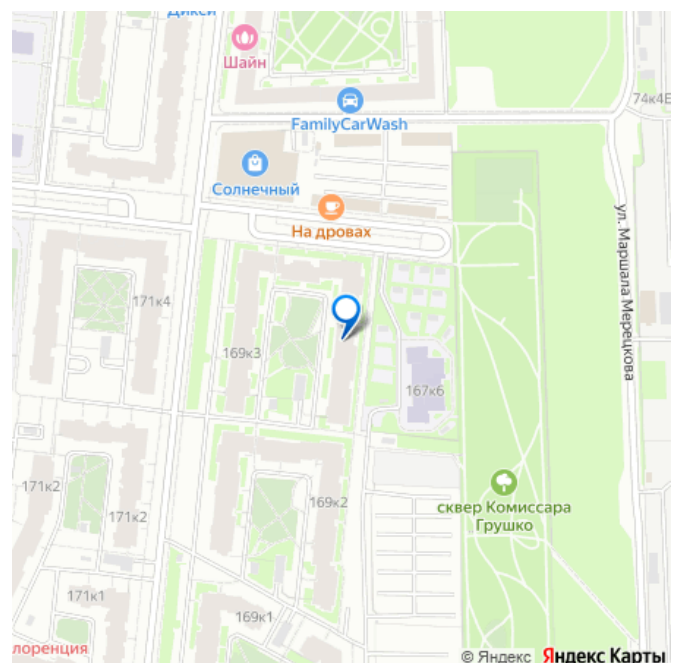 Дикси
Шайн
74к4Б
FamilyCarWash
Солнечный
На дровах
ул. Маршала Мерецкова
171к4
169к3
167к6
171к2
171к2
169к2
сквер Комиссара
Грушко
171к1
169к1
лоренция
© Яндекс Яндекс Карты